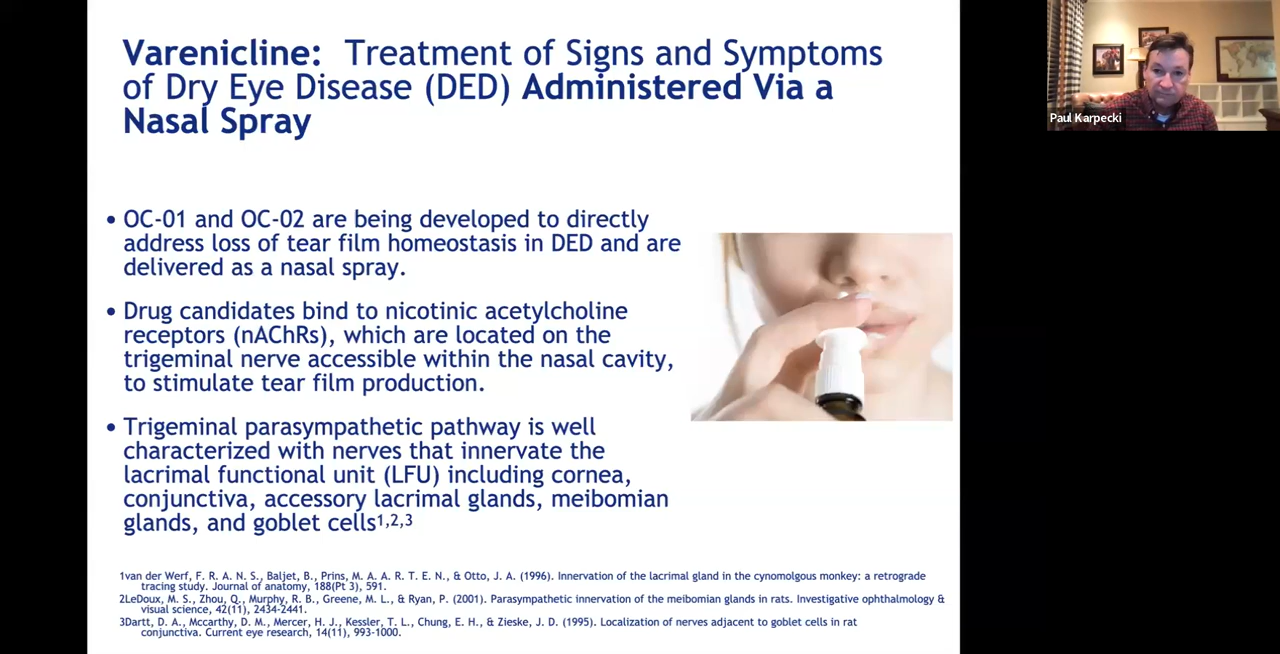 Varenicline: Treatment of Signs and Symptoms
of Dry Eye Disease (DED) Administered Via a
Nasal Spray
• OC-01 and OC-02 are being developed to directly
address loss of tear film homeostasis in DED and are
delivered as a nasal spray.
• Drug candidates bind to nicotinic acetylcholine
receptors (nAChRs), which are located on the
trigeminal nerve accessible within the nasal cavity,
to stimulate tear film production.
• Trigeminal parasympathetic pathway is well
characterized with nerves that innervate the
lacrimal functional unit (LFU) including cornea,
conjunctiva, accessory lacrimal glands, meibomian
glands, and goblet cells1,2,3
1van der Werf, F. R. A. N. S., Baljet, B., Prins, M. A. A. R. T. E. N., & Otto, J. A. (1996). Innervation of the lacrimal gland in the cynomolgous monkey: a retrograde
tracing study. Journal of anatomy, 188(Pt 3), 591.
2LeDoux, M. S., Zhou, Q., Murphy, R. B., Greene, M. L., & Ryan, P. (2001). Parasympathetic innervation of the meibomian glands in rats. Investigative ophthalmology &
visual science, 42(11), 2434-2441.
3Dartt, D. A., Mccarthy, D. M., Mercer, H. J., Kessler, T. L., Chung, E. H., & Zieske, J. D. (1995). Localization of nerves adjacent to goblet cells in rat
conjunctiva. Current eye research, 14(11), 993-1000.
Paul Karpecki